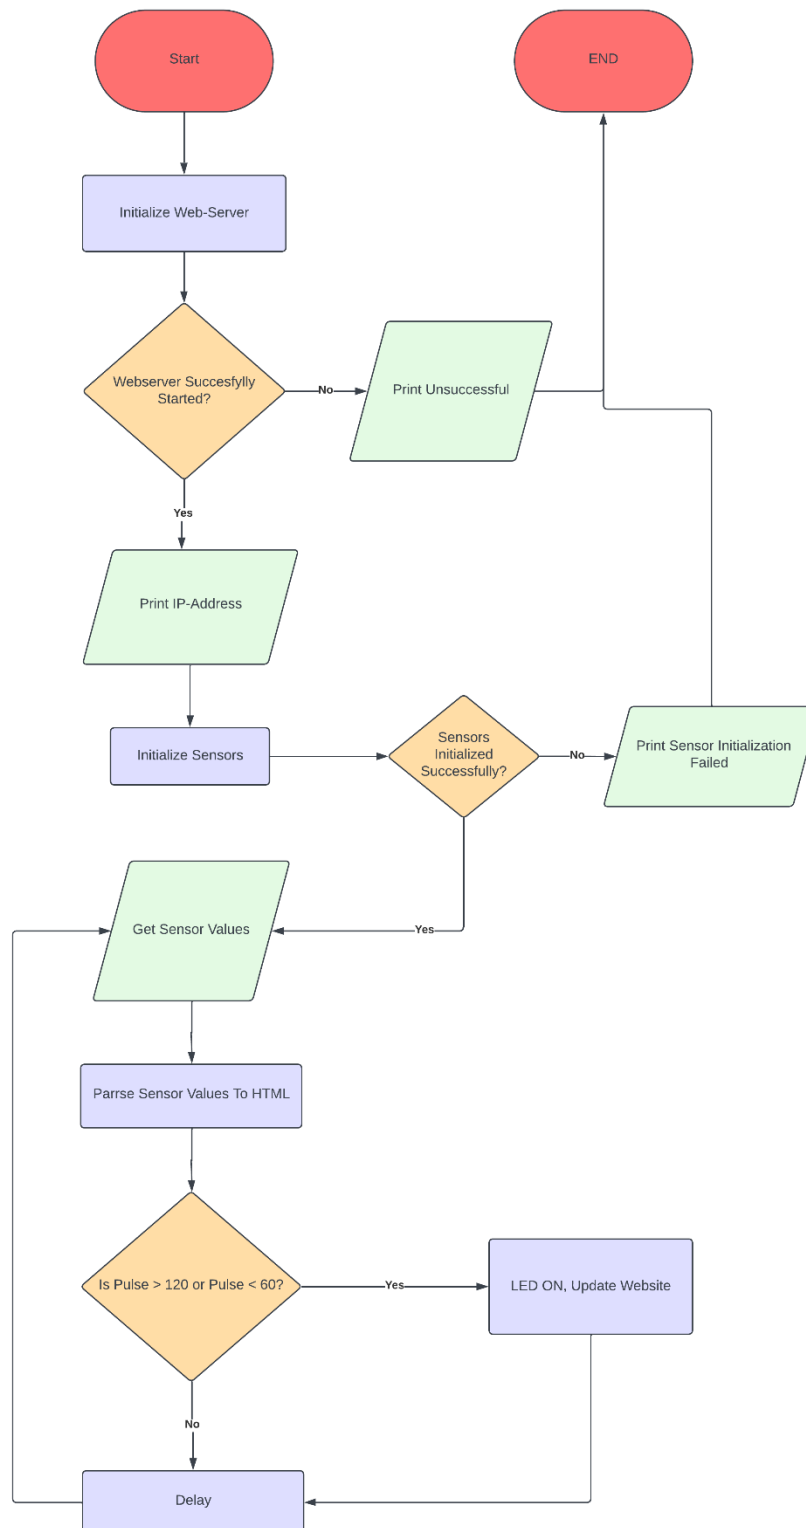 Start
END
Initialize Web-Server
Webserver Succesfylly
Started?
No
Print Unsuccessful
Yes
Print IP-Address
Initialize Sensors
Sensors
Initialized
Successfully?
No
Print Sensor Initialization
Failed
Get Sensor Values
Yes
Parrse Sensor Values To HTML
Is Pulse > 120 or Pulse < 60?
Yes
LED ON, Update Website
No
Delay